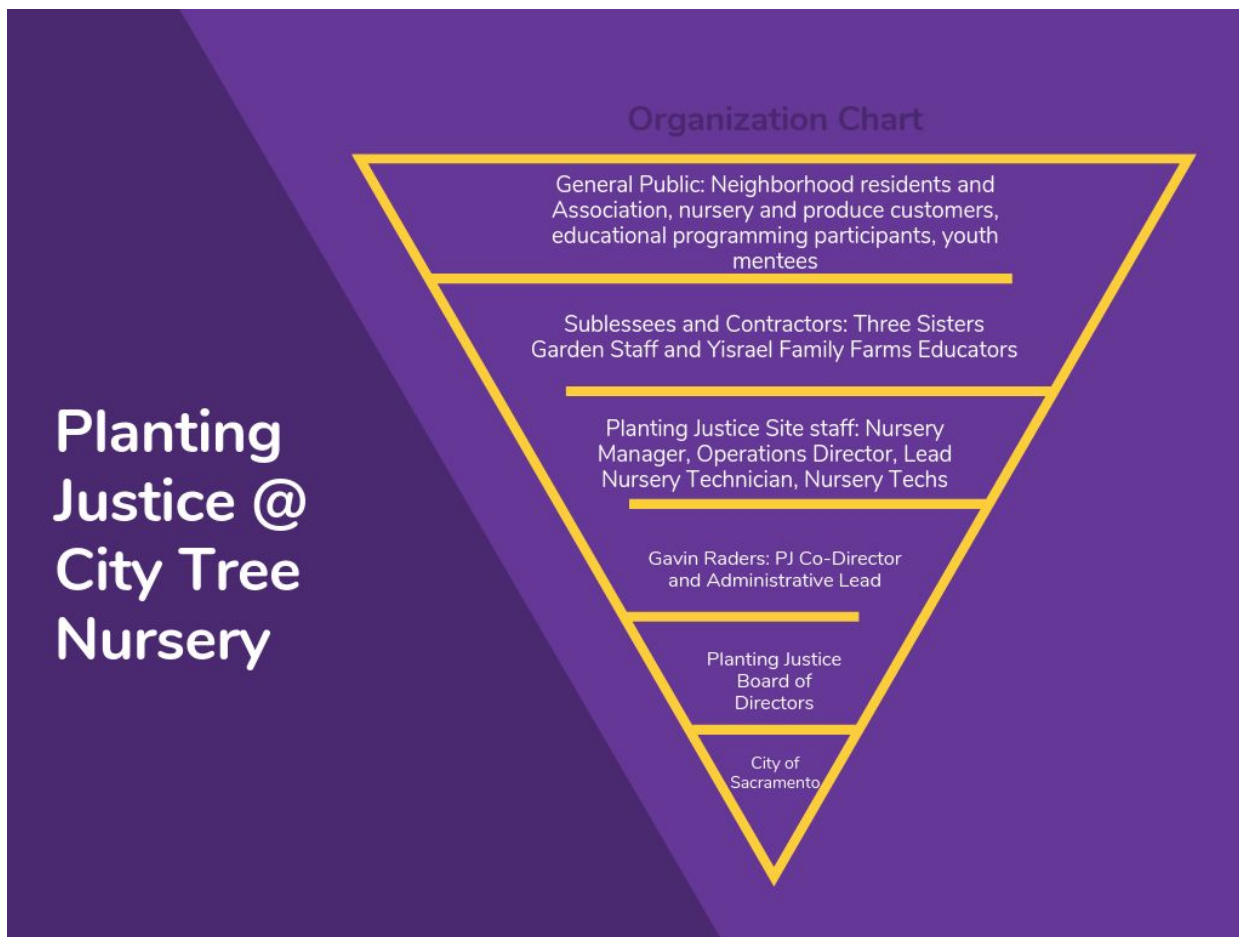 Planting
Justice @
City Tree
Nursery
Organization Chart
General Public: Neighborhood residents and
Association, nursery and produce customers,
educational programming participants, youth
mentees
Sublessees and Contractors: Three Sisters
Garden Staff and Yisrael Family Farms Educators
Planting Justice Site staff: Nursery
Manager, Operations Director, Lead
Nursery Technician, Nursery Techs
Gavin Raders: PJ Co-Director
and Administrative Lead
Planting Justice
Board of
Directors
City of
Sacramento